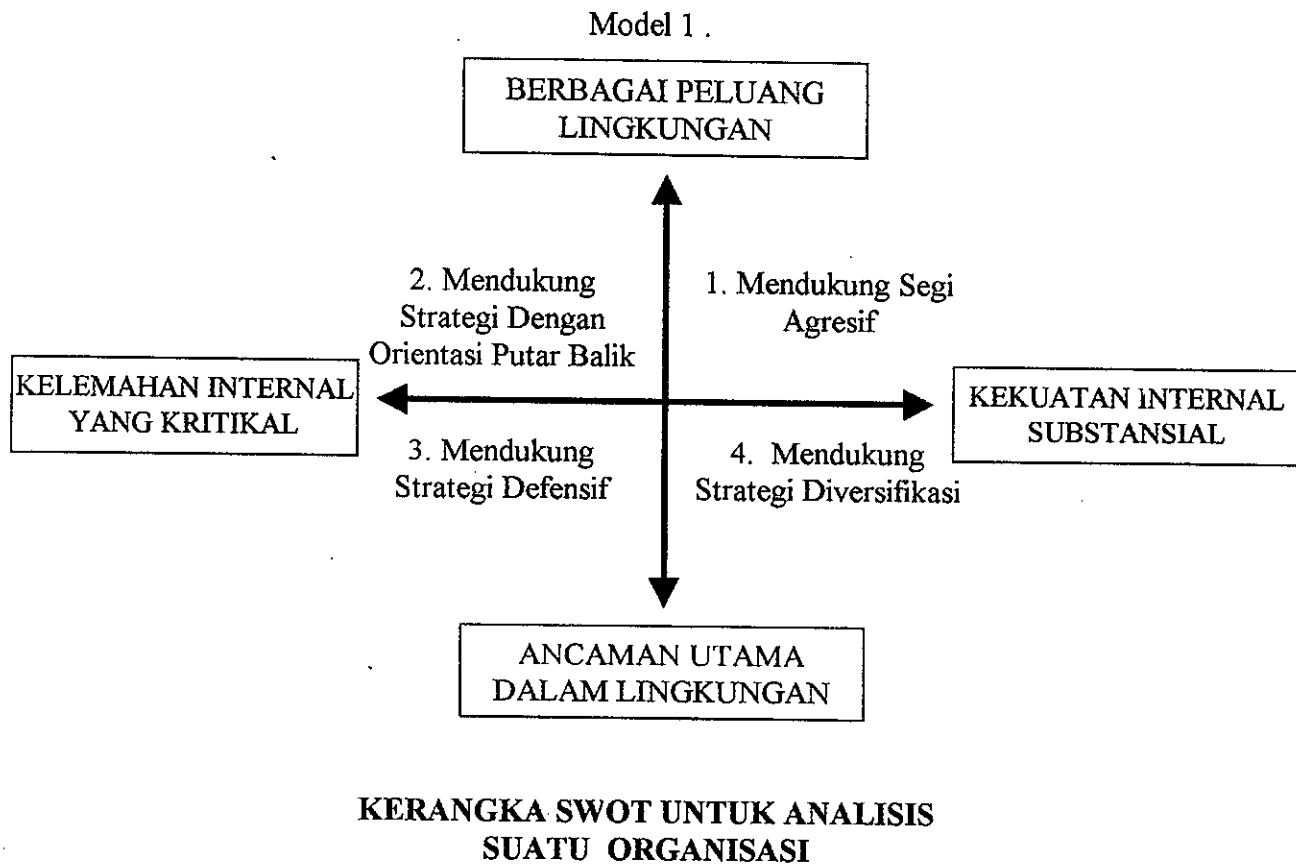 Model 1 .
BERBAGAI PELUANG
LINGKUNGAN
2. Mendukung
Strategi Dengan
Orientasi Putar Balik
1. Mendukung Segi
Agresif
KELEMAHAN INTERNAL
YANG KRITIKAL
KEKUATAN INTERNAL
SUBSTANSIAL
3. Mendukung
Strategi Defensif
4. Mendukung
Strategi Diversifikasi
ANCAMAN UTAMA
DALAM LINGKUNGAN
KERANGKA SWOT UNTUK ANALISIS
SUATU ORGANISASI